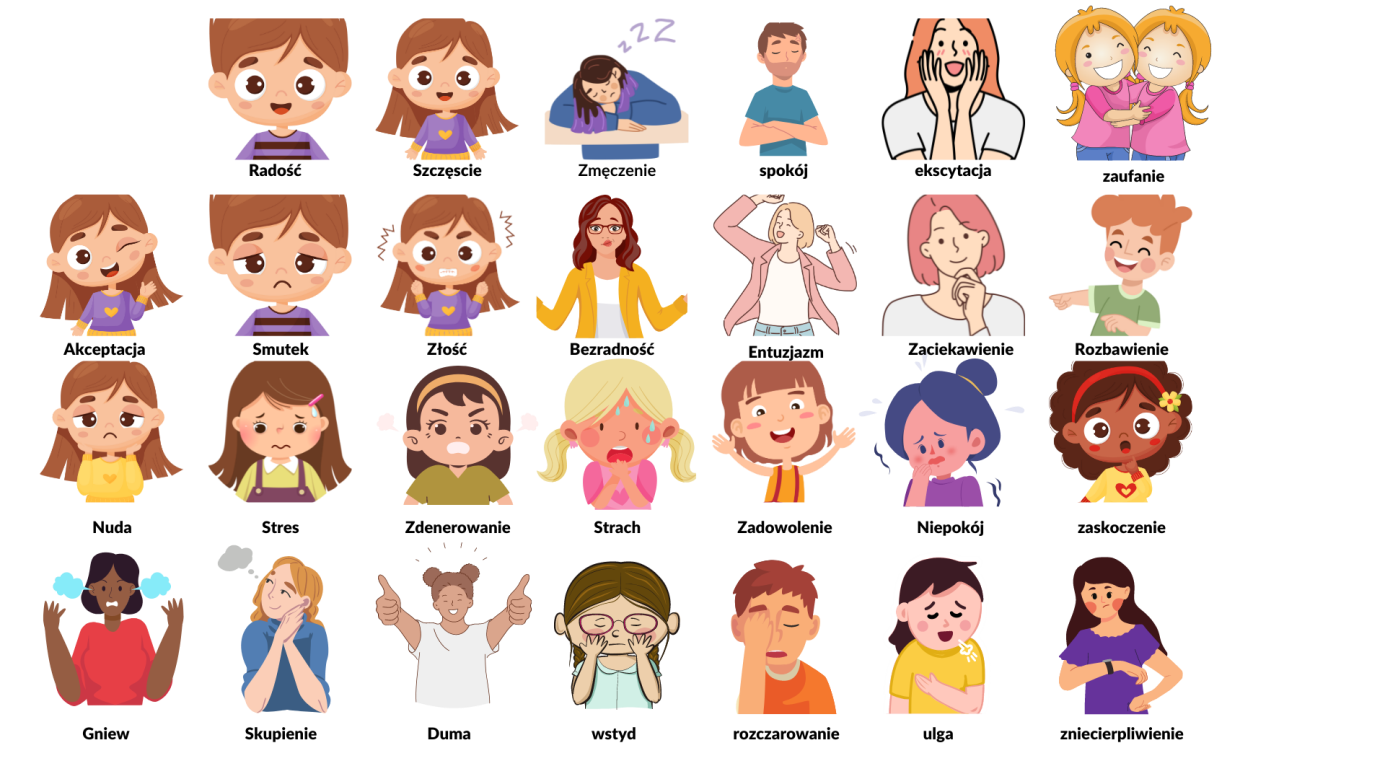 z z Z
Radość Szczęscie Zmęczenie spokój ekscytacja zaufanie
Akceptacja Smutek Złość Bezradność Entuzjazm Zaciekawienie Rozbawienie
Nuda Stres Zdenerowanie Strach Zadowolenie Niepokój zaskoczenie
Gniew Skupienie Duma wstyd rozczarowanie ulga zniecierpliwienie